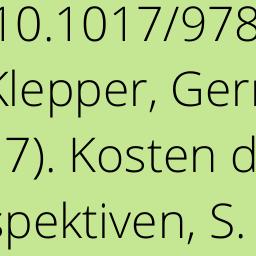 10.1017/978
Klepper, Gern
7). Kosten d
spektiven, S.